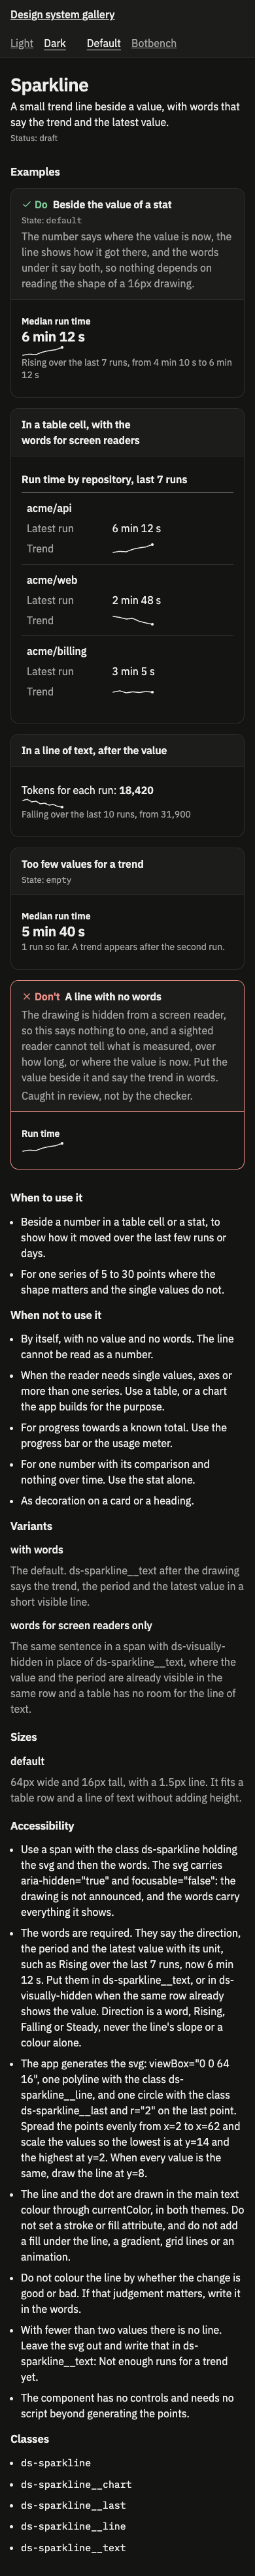 Design system gallery
Light Dark Default Botbench
Sparkline
A small trend line beside a value, with words that
say the trend and the latest value.
Status: draft
Examples
Do Beside the value of a stat
State: default
The number says where the value is now, the
line shows how it got there, and the words
under it say both, so nothing depends on
reading the shape of a 16px drawing.
Median run time
6 min 12 s
Rising over the last 7 runs, from 4 min 10 s to 6 min
12 s
In a table cell, with the
words for screen readers
Run time by repository, last 7 runs
acme/api
Latest run 6 min 12 s
Trend
acme/web
Latest run 2 min 48 s
Trend
acme/billing
Latest run 3 min 5 s
Trend
In a line of text, after the value
Tokens for each run: 18,420
Falling over the last 10 runs, from 31,900
Too few values for a trend
State: empty
Median run time
5 min 40 s
1 run so far. A trend appears after the second run.
Don't A line with no words
The drawing is hidden from a screen reader,
so this says nothing to one, and a sighted
reader cannot tell what is measured, over
how long, or where the value is now. Put the
value beside it and say the trend in words.
Caught in review, not by the checker.
Run time
When to use it
• Beside a number in a table cell or a stat, to
show how it moved over the last few runs or
days.
• For one series of 5 to 30 points where the
shape matters and the single values do not.
When not to use it
• By itself, with no value and no words. The line
cannot be read as a number.
• When the reader needs single values, axes or
more than one series. Use a table, or a chart
the app builds for the purpose.
• For progress towards a known total. Use the
progress bar or the usage meter.
• For one number with its comparison and
nothing over time. Use the stat alone.
• As decoration on a card or a heading.
Variants
with words
The default. ds-sparkline__text after the drawing
says the trend, the period and the latest value in a
short visible line.
words for screen readers only
The same sentence in a span with ds-visually-
hidden in place of ds-sparkline__text, where the
value and the period are already visible in the
same row and a table has no room for the line of
text.
Sizes
default
64px wide and 16px tall, with a 1.5px line. It fits a
table row and a line of text without adding height.
Accessibility
• Use a span with the class ds-sparkline holding
the svg and then the words. The svg carries
aria-hidden="true" and focusable="false": the
drawing is not announced, and the words carry
everything it shows.
• The words are required. They say the direction,
the period and the latest value with its unit,
such as Rising over the last 7 runs, now 6 min
12 s. Put them in ds-sparkline__text, or in ds-
visually-hidden when the same row already
shows the value. Direction is a word, Rising,
Falling or Steady, never the line's slope or a
colour alone.
• The app generates the svg: viewBox="0 0 64
16", one polyline with the class ds-
sparkline__line, and one circle with the class
ds-sparkline__last and r="2" on the last point.
Spread the points evenly from x=2 to x=62 and
scale the values so the lowest is at y=14 and
the highest at y=2. When every value is the
same, draw the line at y=8.
• The line and the dot are drawn in the main text
colour through currentColor, in both themes. Do
not set a stroke or fill attribute, and do not add
a fill under the line, a gradient, grid lines or an
animation.
• Do not colour the line by whether the change is
good or bad. If that judgement matters, write it
in the words.
• With fewer than two values there is no line.
Leave the svg out and write that in ds-
sparkline__text: Not enough runs for a trend
yet.
• The component has no controls and needs no
script beyond generating the points.
Classes
• ds-sparkline
• ds-sparkline__chart
• ds-sparkline__last
• ds-sparkline__line
• ds-sparkline__text